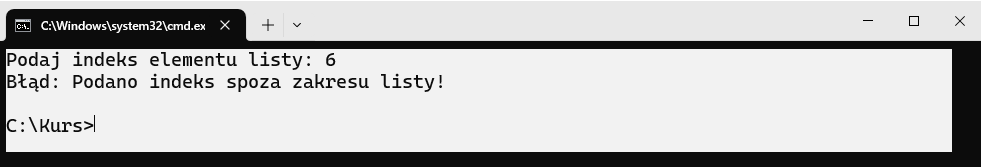 C:\Windows\system32\cmd.ex
Podaj indeks elementu listy: 6
Błąd: Podano indeks spoza zakresu listy!
C:\Kurs>